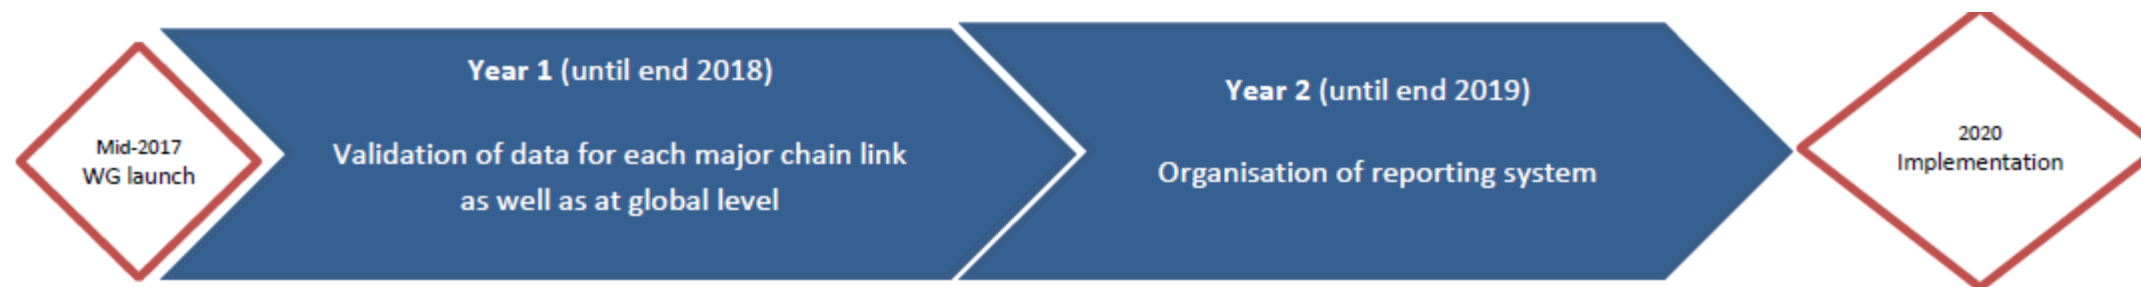 Mid-2017
WG launch
Year 1 (until end 2018)
Validation of data for each major chain link
as well as at global level
Year 2 (until end 2019)
Organisation of reporting system
2020
Implementation